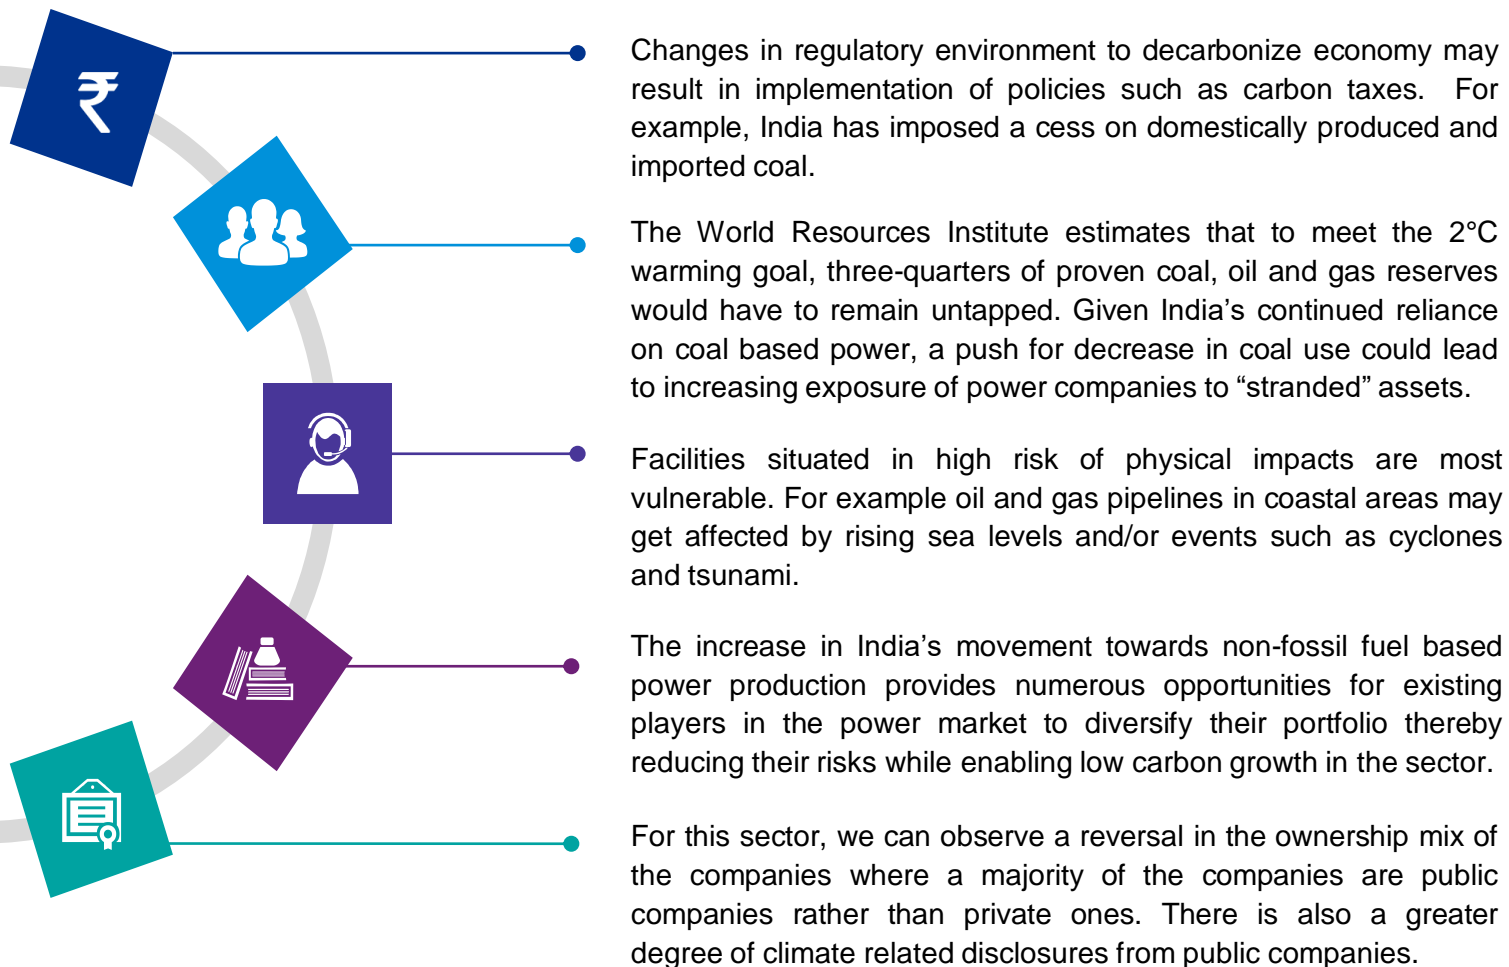 ₹
Changes in regulatory environment to decarbonize economy may
result in implementation of policies such as carbon taxes. For
example, India has imposed a cess on domestically produced and
imported coal.
The World Resources Institute estimates that to meet the 2°C
warming goal, three-quarters of proven coal, oil and gas reserves
would have to remain untapped. Given India’s continued reliance
on coal based power, a push for decrease in coal use could lead
to increasing exposure of power companies to “stranded” assets.
Facilities situated in high risk of physical impacts are most
vulnerable. For example oil and gas pipelines in coastal areas may
get affected by rising sea levels and/or events such as cyclones
and tsunami.
The increase in India’s movement towards non-fossil fuel based
power production provides numerous opportunities for existing
players in the power market to diversify their portfolio thereby
reducing their risks while enabling low carbon growth in the sector.
For this sector, we can observe a reversal in the ownership mix of
the companies where a majority of the companies are public
companies rather than private ones. There is also a greater
degree of climate related disclosures from public companies.